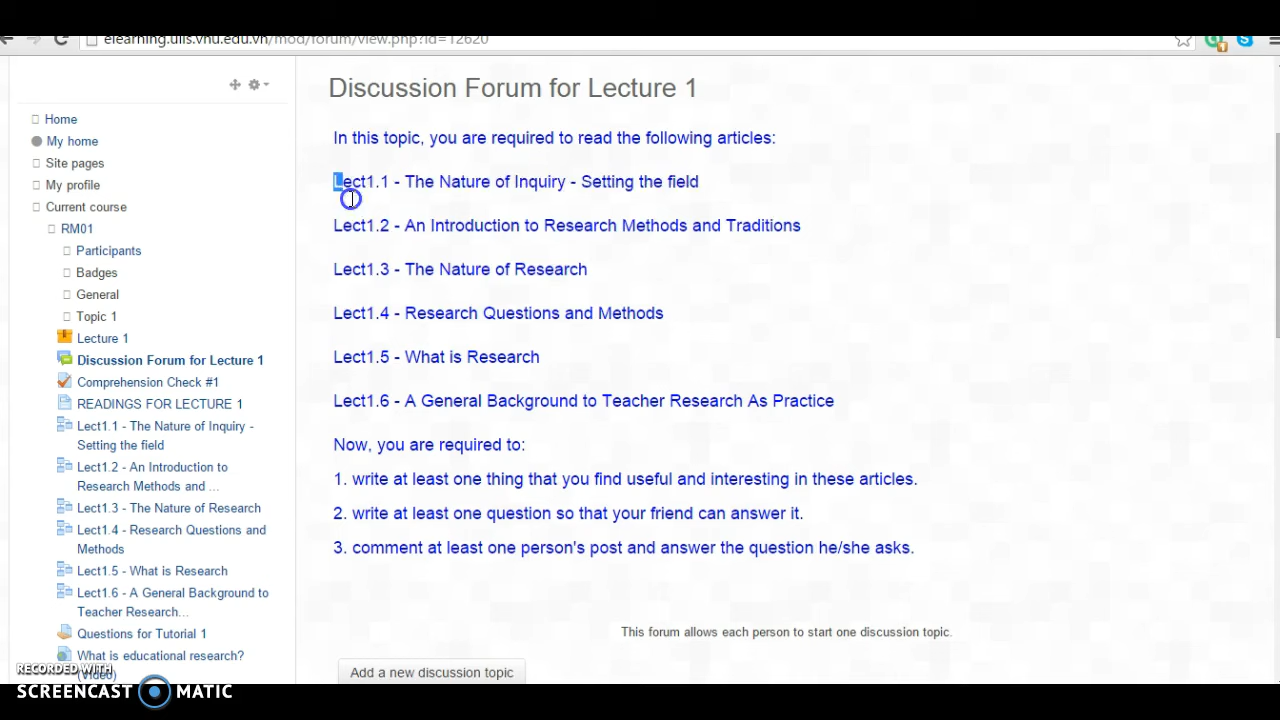 elearning.ulis.vnu.edu.vn/mod/forum/view.php?id=12620
Home
My home
Site pages
My profile
Current course
RM01
Participants
Badges
General
Topic 1
Lecture 1
Discussion Forum for Lecture 1
Comprehension Check #1
READINGS FOR LECTURE 1
Lect1.1 - The Nature of Inquiry -
Setting the field
Lect1.2 - An Introduction to
Research Methods and ...
Lect1.3 - The Nature of Research
Lect1.4 - Research Questions and
Methods
Lect1.5 - What is Research
Lect1.6 - A General Background to
Teacher Research...
Questions for Tutorial 1
What is educational research?
(Video)
Discussion Forum for Lecture 1
In this topic, you are required to read the following articles:
Lect1.1 - The Nature of Inquiry - Setting the field
Lect1.2 - An Introduction to Research Methods and Traditions
Lect1.3 - The Nature of Research
Lect1.4 - Research Questions and Methods
Lect1.5 - What is Research
Lect1.6 - A General Background to Teacher Research As Practice
Now, you are required to:
1. write at least one thing that you find useful and interesting in these articles.
2. write at least one question so that your friend can answer it.
3. comment at least one person's post and answer the question he/she asks.
This forum allows each person to start one discussion topic.
Add a new discussion topic
RECORDED WITH
SCREENCAST MATIC